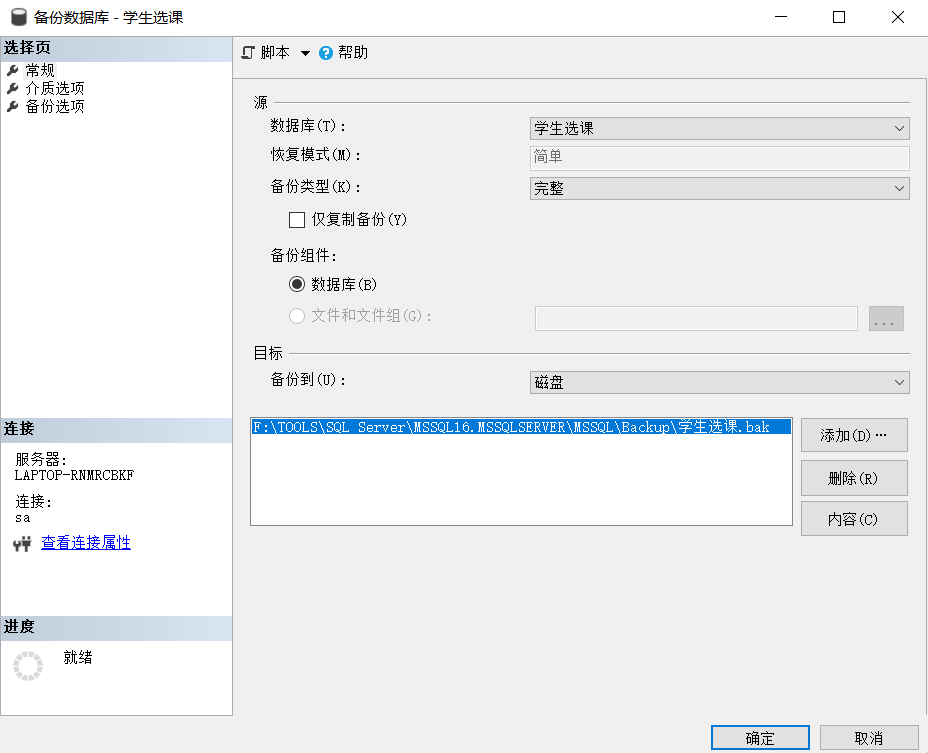 备份数据库 - 学生选课
选择页
常规
介质选项
备份选项
脚本
帮助
源
数据库(T):
学生选课
恢复模式(M):
简单
备份类型(K):
完整
仅复制备份(Y)
备份组件:
数据库(B)
文件和文件组(G):
...
目标
备份到(U):
磁盘
F:\TOOLS\SQL Server\MSSQL16.MSSQLSERVER\MSSQL\Backup\学生选课.bak
添加(D)…
删除(R)
内容(C)
连接
服务器:
LAPTOP-RNMRCBKF
连接:
sa
查看连接属性
进度
就绪
确定
取消